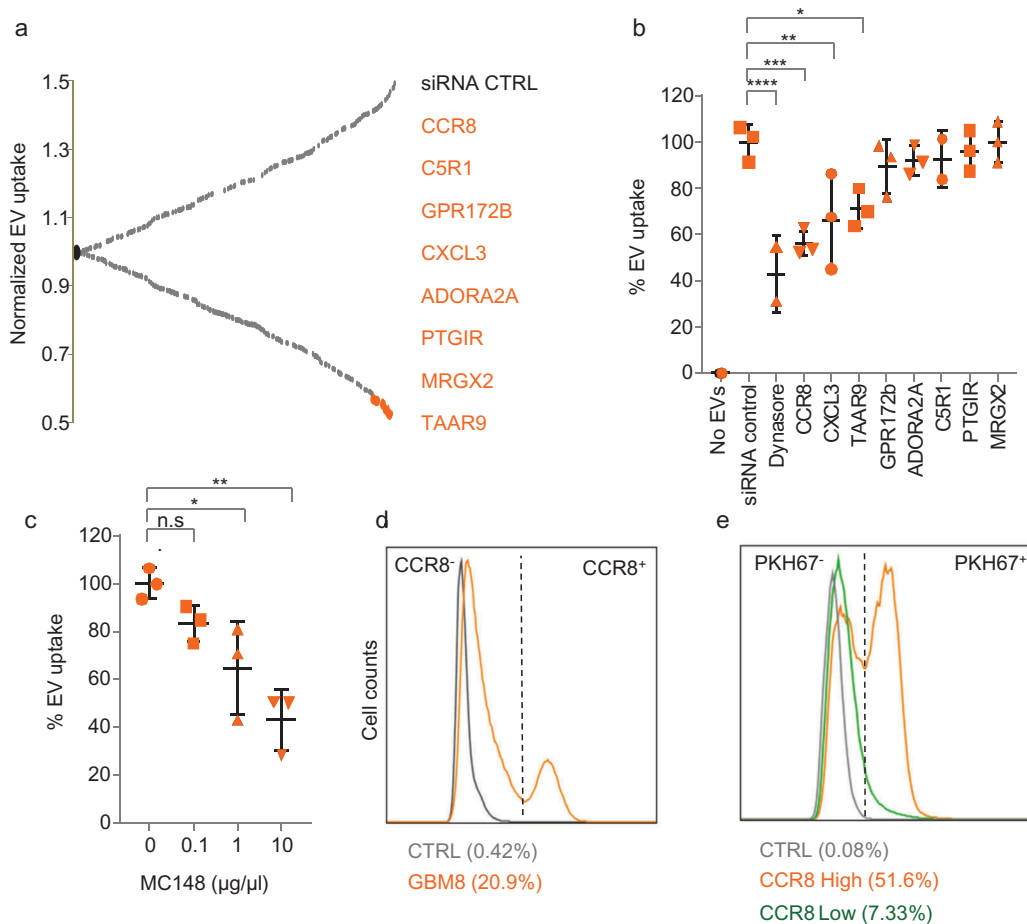 a
Normalized EV uptake
1.5
1.3
1.1
0.9
0.7
0.5
siRNA CTRL
CCR8
C5R1
GPR172B
CXCL3
ADORA2A
PTGIR
MRGX2
TAAR9
b
*
**
***
****
% EV uptake
120
100
80
60
40
20
0
No EVs
siRNA control
Dynasore
CCR8
CXCL3
TAAR9
GPR172b
ADORA2A
C5R1
PTGIR
MRGX2
c
**
*
n.s
% EV uptake
120
100
80
60
40
20
0
0 0.1 1 10
MC148 (µg/µl)
d
CCR8- CCR8+
Cell counts
CTRL (0.42%)
GBM8 (20.9%)
e
PKH67- PKH67+
CTRL (0.08%)
CCR8 High (51.6%)
CCR8 Low (7.33%)